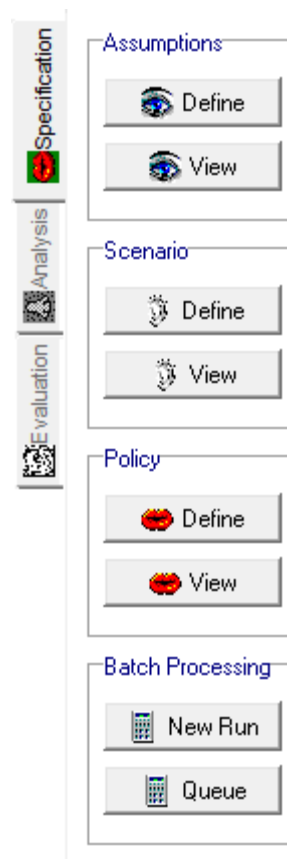 Specification
Analysis
Evaluation
Assumptions
Define
View
Scenario
Define
View
Policy
Define
View
Batch Processing
New Run
Queue